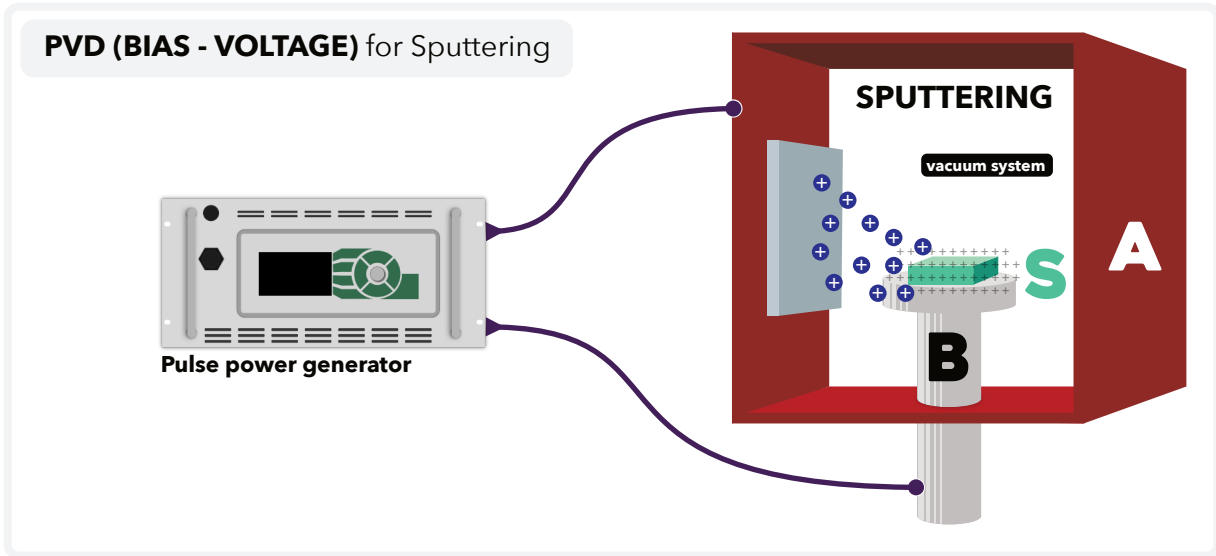 PVD (BIAS - VOLTAGE) for Sputtering
SPUTTERING
vacuum system
A
S
B
Pulse power generator